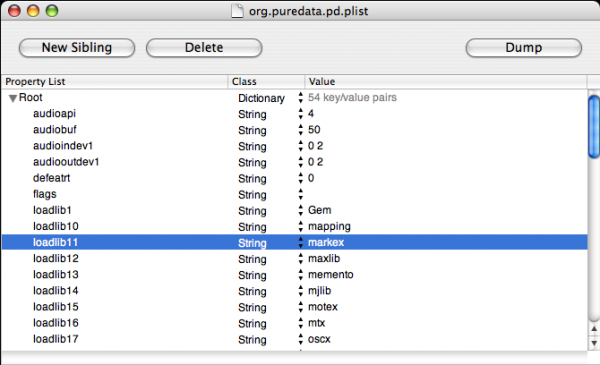 org.puredata.pd.plist
New Sibling Delete Dump
Property List Class Value
Root Dictionary 54 key/value pairs
audioapi String 4
audiobuf String 50
audioindev1 String 0 2
audiooutdev1 String 0 2
defeatrt String 0
flags String
loadlib1 String Gem
loadlib10 String mapping
loadlib11 String markex
loadlib12 String maxlib
loadlib13 String memento
loadlib14 String mjlib
loadlib15 String motex
loadlib16 String mtx
loadlib17 String oscx